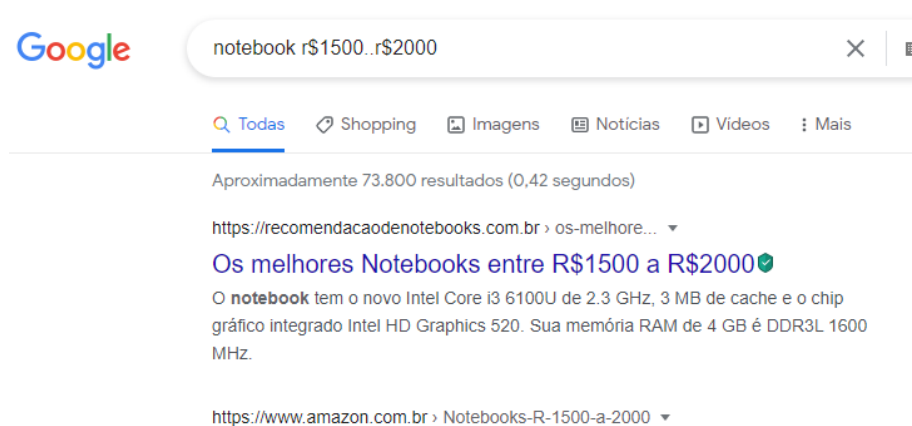 Google
notebook r$1500..r$2000
Todas Shopping Imagens Notícias Vídeos Mais
Aproximadamente 73.800 resultados (0,42 segundos)
https://recomendacaodenotebooks.com.br › os-melhore...
Os melhores Notebooks entre R$1500 a R$2000
O notebook tem o novo Intel Core i3 6100U de 2.3 GHz, 3 MB de cache e o chip
gráfico integrado Intel HD Graphics 520. Sua memória RAM de 4 GB é DDR3L 1600
MHz.
https://www.amazon.com.br › Notebooks-R-1500-a-2000